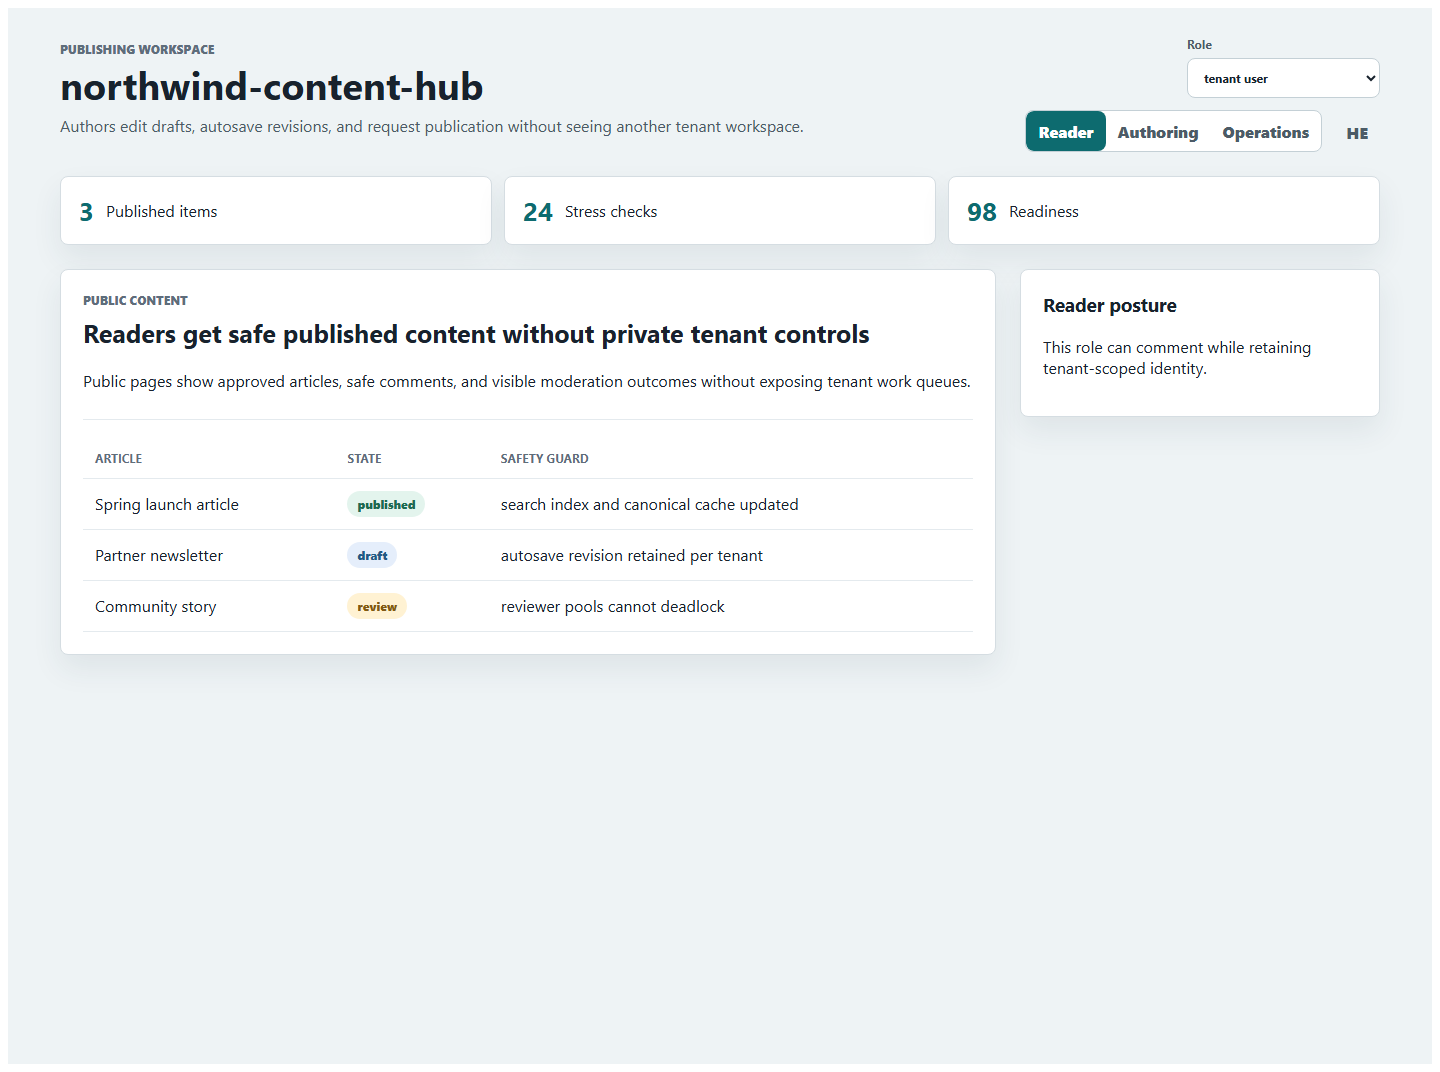 PUBLISHING WORKSPACE
northwind-content-hub
Authors edit drafts, autosave revisions, and request publication without seeing another tenant workspace.
Role
tenant user
Reader Authoring Operations HE
3 Published items
24 Stress checks
98 Readiness
PUBLIC CONTENT
Readers get safe published content without private tenant controls
Public pages show approved articles, safe comments, and visible moderation outcomes without exposing tenant work queues.
ARTICLE STATE SAFETY GUARD
Spring launch article published search index and canonical cache updated
Partner newsletter draft autosave revision retained per tenant
Community story review reviewer pools cannot deadlock
Reader posture
This role can comment while retaining
tenant-scoped identity.